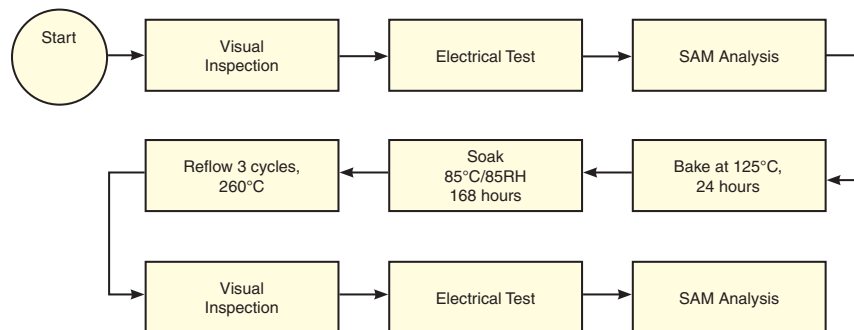 Start
Visual
Inspection
Electrical Test
SAM Analysis
Reflow 3 cycles,
260°C
Soak
85°C/85RH
168 hours
Bake at 125°C,
24 hours
Visual
Inspection
Electrical Test
SAM Analysis